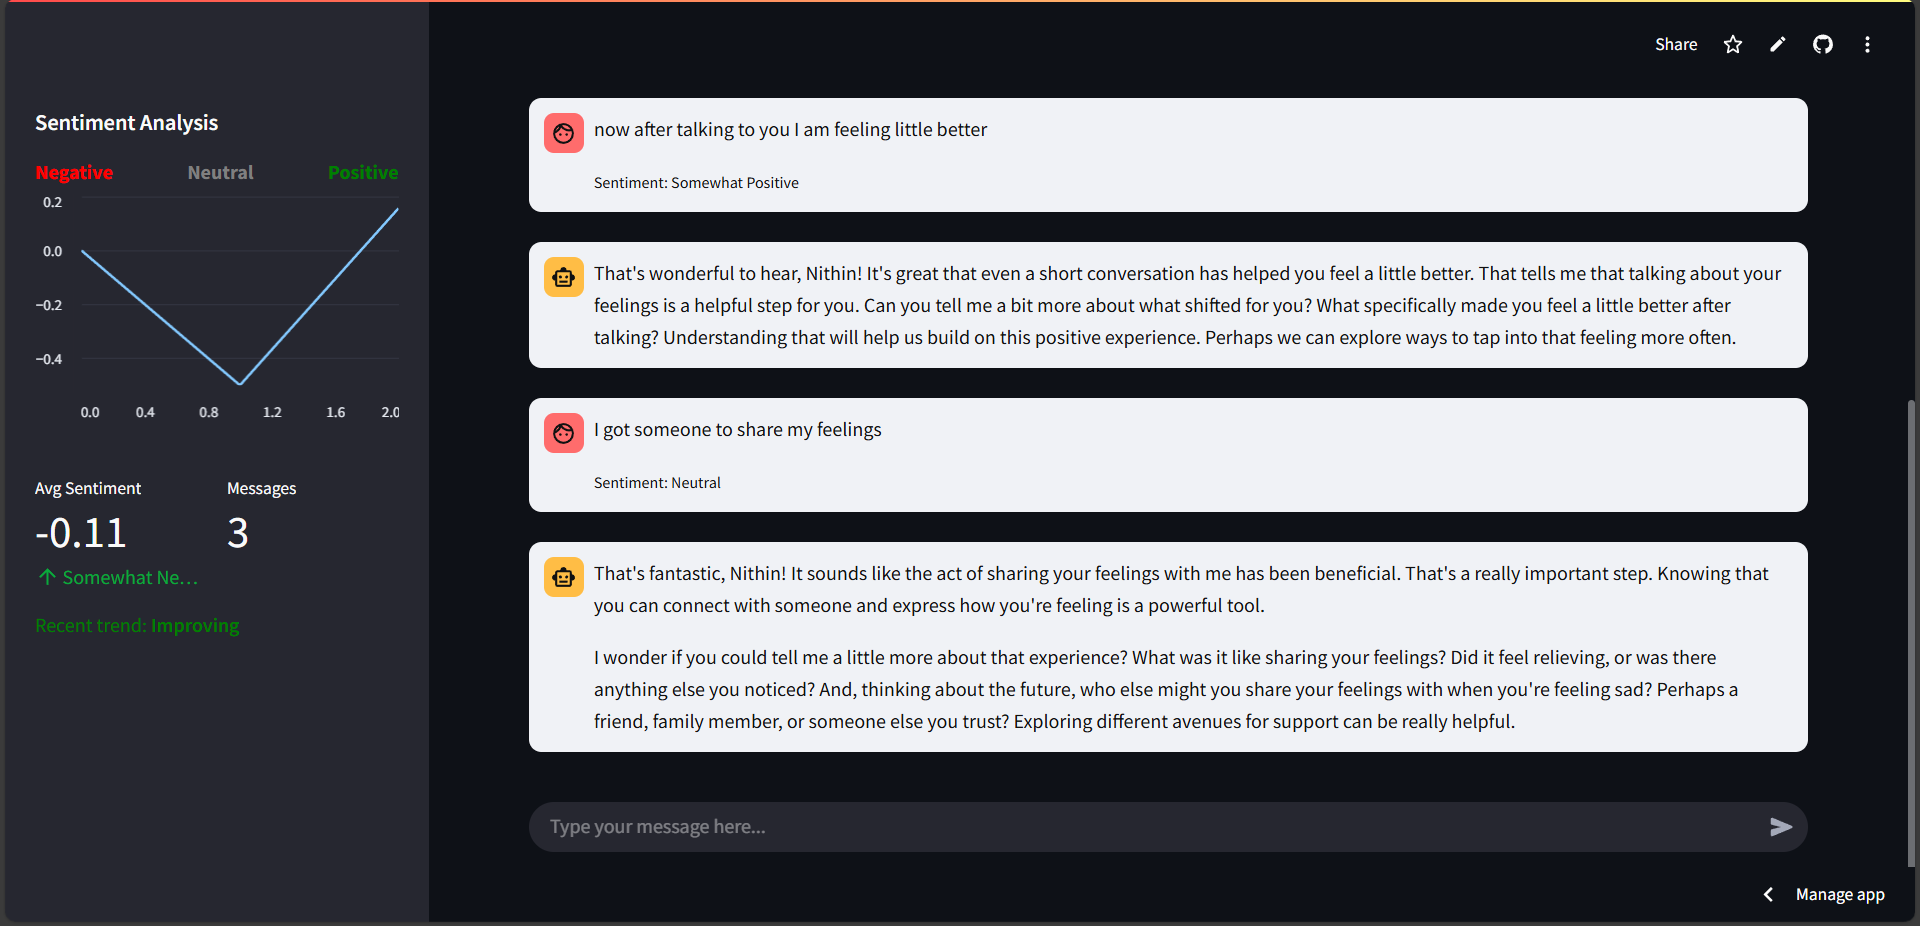 Share
Sentiment Analysis
Negative Neutral Positive
0.2
0.0
−0.2
−0.4
0.0 0.4 0.8 1.2 1.6 2.0
Avg Sentiment Messages
-0.11 3
Somewhat Ne...
Recent trend: Improving
now after talking to you I am feeling little better
Sentiment: Somewhat Positive
That's wonderful to hear, Nithin! It's great that even a short conversation has helped you feel a little better. That tells me that talking about your
feelings is a helpful step for you. Can you tell me a bit more about what shifted for you? What specifically made you feel a little better after
talking? Understanding that will help us build on this positive experience. Perhaps we can explore ways to tap into that feeling more often.
I got someone to share my feelings
Sentiment: Neutral
That's fantastic, Nithin! It sounds like the act of sharing your feelings with me has been beneficial. That's a really important step. Knowing that
you can connect with someone and express how you're feeling is a powerful tool.
I wonder if you could tell me a little more about that experience? What was it like sharing your feelings? Did it feel relieving, or was there
anything else you noticed? And, thinking about the future, who else might you share your feelings with when you're feeling sad? Perhaps a
friend, family member, or someone else you trust? Exploring different avenues for support can be really helpful.
Type your message here...
Manage app